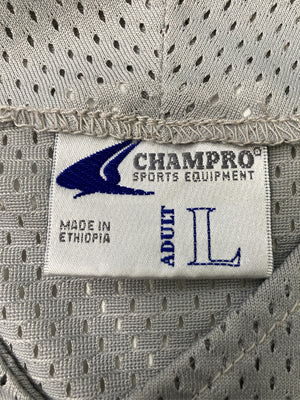 CHAMPRO
SPORTS EQUIPMENT
MADE IN
ETHIOPIA
ADULT
L